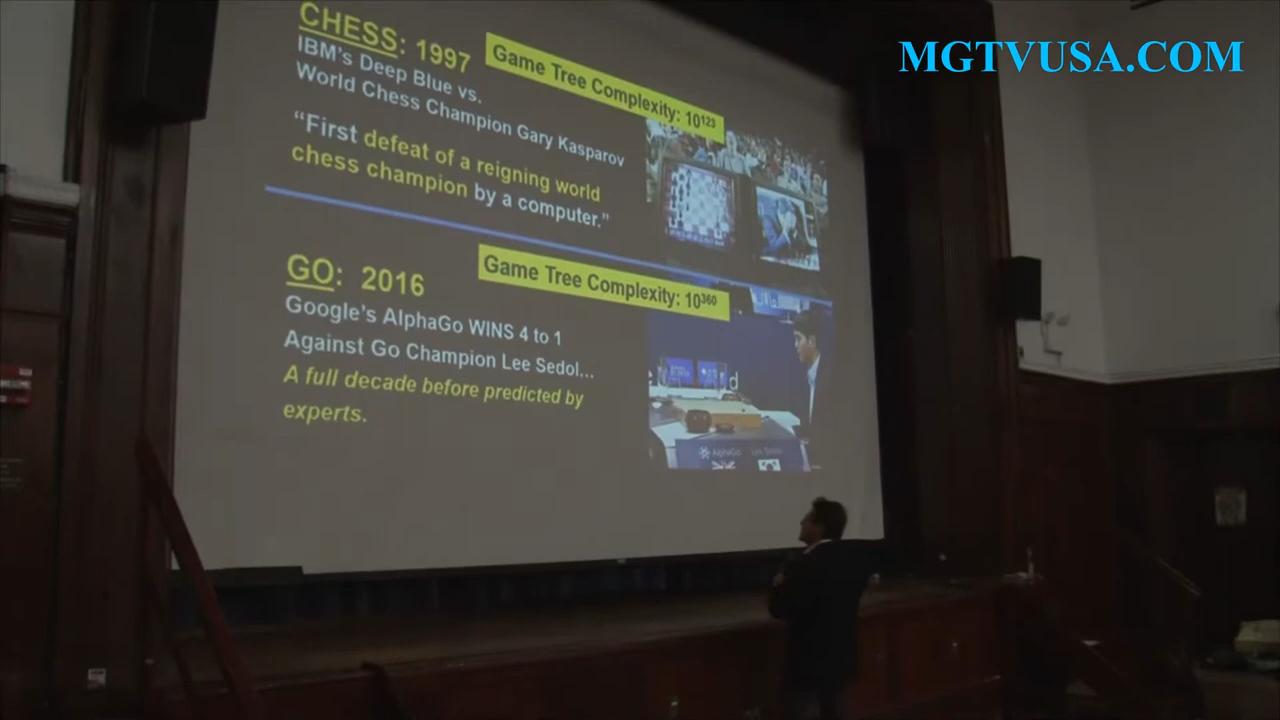 MGTVUSA.COM
CHESS: 1997
Game Tree Complexity: 10¹²³
IBM's Deep Blue vs.
World Chess Champion Gary Kasparov
"First defeat of a reigning world
chess champion by a computer."
GO: 2016
Game Tree Complexity: 10³⁶⁰
Google's AlphaGo WINS 4 to 1
Against Go Champion Lee Sedol...
A full decade before predicted by
experts.
AlphaGo